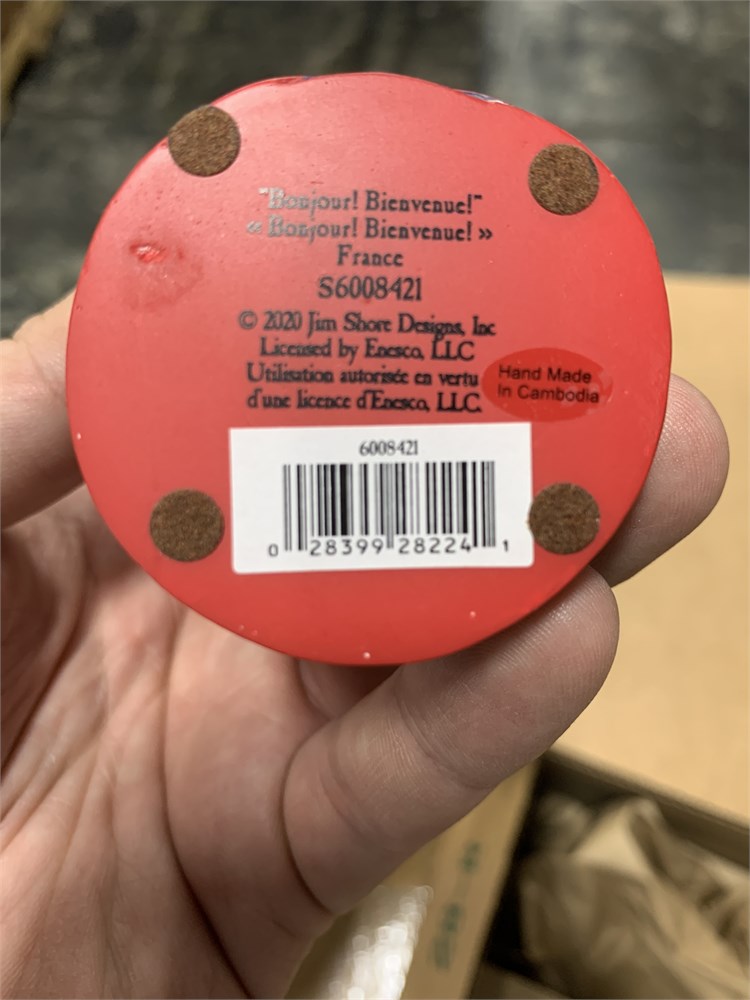 "Bonjour! Bienvenue!"
« Bonjour! Bienvenue! »
France
S6008421
© 2020 Jim Shore Designs, Inc
Licensed by Enesco, LLC
Utilisation autorisée en vertu
d'une licence d'Enesco, LLC.
Hand Made
In Cambodia
6008421
0 28399 28224 1